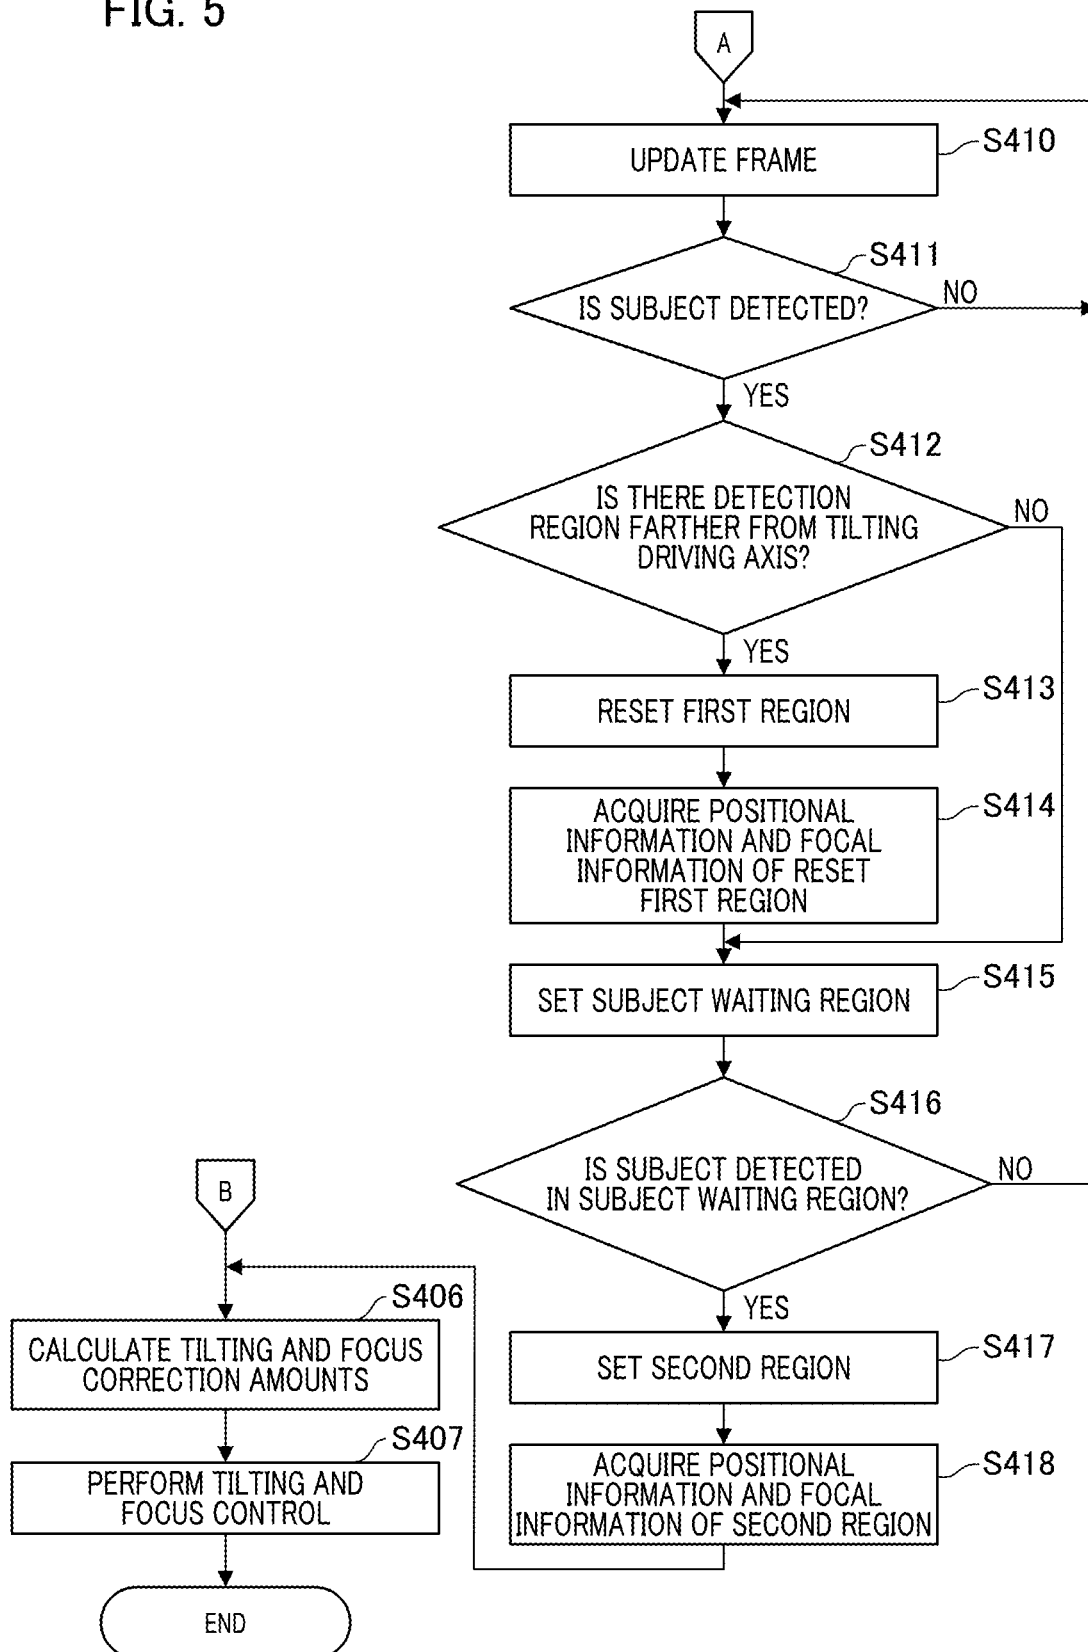 FIG. 5
A
UPDATE FRAME
S410
IS SUBJECT DETECTED?
S411
NO
YES
IS THERE DETECTION
REGION FARTHER FROM TILTING
DRIVING AXIS?
S412
NO
YES
RESET FIRST REGION
S413
ACQUIRE POSITIONAL
INFORMATION AND FOCAL
INFORMATION OF RESET
FIRST REGION
S414
SET SUBJECT WAITING REGION
S415
IS SUBJECT DETECTED
IN SUBJECT WAITING REGION?
S416
NO
YES
SET SECOND REGION
S417
ACQUIRE POSITIONAL
INFORMATION AND FOCAL
INFORMATION OF SECOND REGION
S418
B
CALCULATE TILTING AND FOCUS
CORRECTION AMOUNTS
S406
PERFORM TILTING AND
FOCUS CONTROL
S407
END